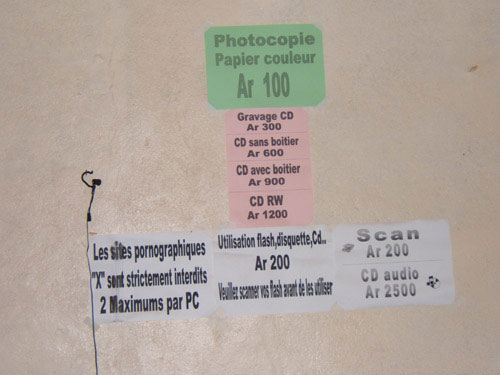 Photocopie
Papier couleur
Ar 100
Gravage CD
Ar 300
CD sans boitier
Ar 600
CD avec boitier
Ar 900
CD RW
Ar 1200
Les sites pornographiques
"X" sont strictement interdits
2 Maximums par PC
Utilisation flash,disquette,Cd...
Ar 200
Veuilles scanner vos flash avant de les utiliser
Scan
Ar 200
CD audio
Ar 2500